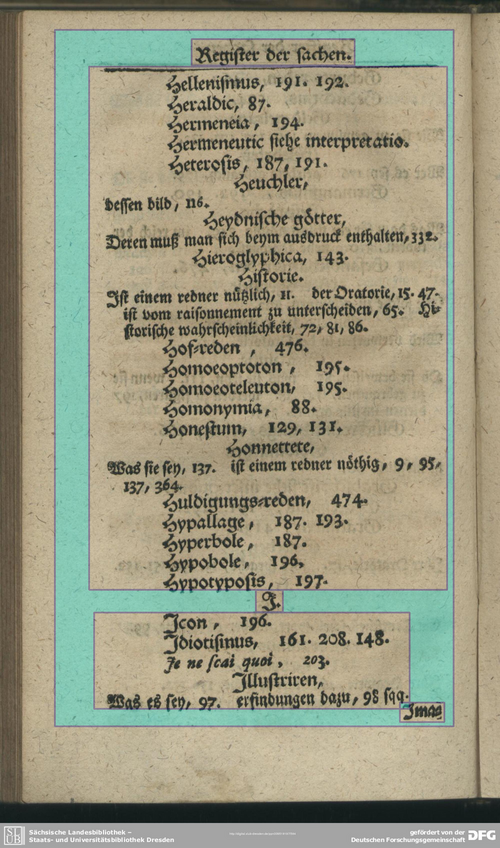 Register der sachen.
Hellenismus, 191. 192.
Heraldic, 87.
Hermeneia, 194.
Hermeneutic siehe interpretatio.
Heterosis, 187, 191.
Heuchler,
dessen bild, 116.
Heydnische götter,
Deren muß man sich beym ausdruck enthalten, 332.
Hieroglyphica, 143.
Historie.
Ist einem redner nützlich, 11. der Oratorie, 15. 47.
ist vom raisonnement zu unterscheiden, 65. Hi-
storische wahrscheinlichkeit, 72, 81, 86.
Hof-reden, 476.
Homoeoptoton, 195.
Homoeoteleuton, 195.
Homonymia, 88.
Honestum, 129, 131.
Honnettete,
Was sie sey, 137. ist einem redner nöthig, 9, 95,
137, 364.
Huldigungs-reden, 474.
Hypallage, 187. 193.
Hyperbole, 187.
Hypobole, 196.
Hypotyposis, 197.
J.
Icon, 196.
Idiotismus, 161. 208. 148.
Je ne scai quoi, 203.
Illustriren,
Was es sey, 97. erfindungen dazu, 98 sqq.
Imag
SLUB
Sächsische Landesbibliothek –
Staats- und Universitätsbibliothek Dresden
gefördert von der
Deutschen Forschungsgemeinschaft
DFG